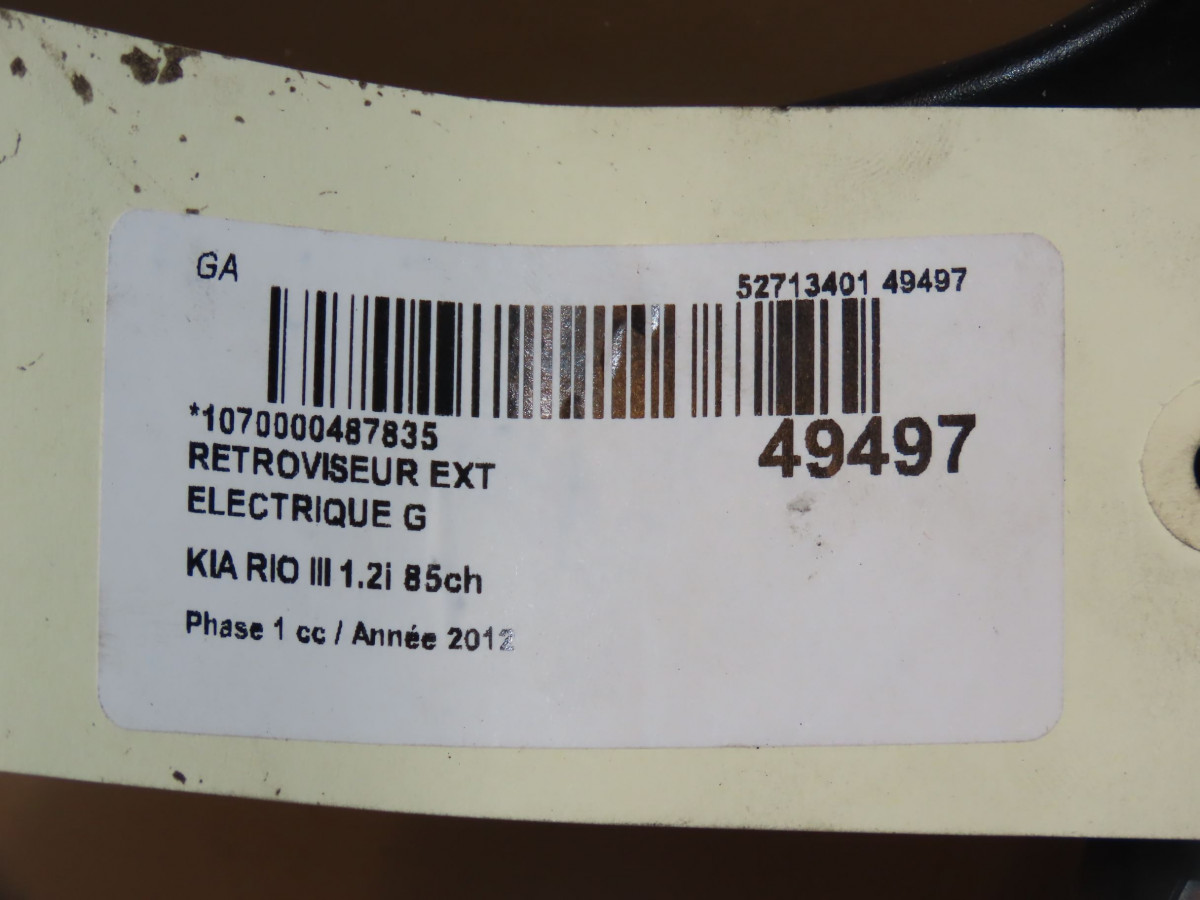 GA
52713401 49497
*1070000487835
49497
RETROVISEUR EXT
ELECTRIQUE G
KIA RIO III 1.2i 85ch
Phase 1 cc / Année 2012